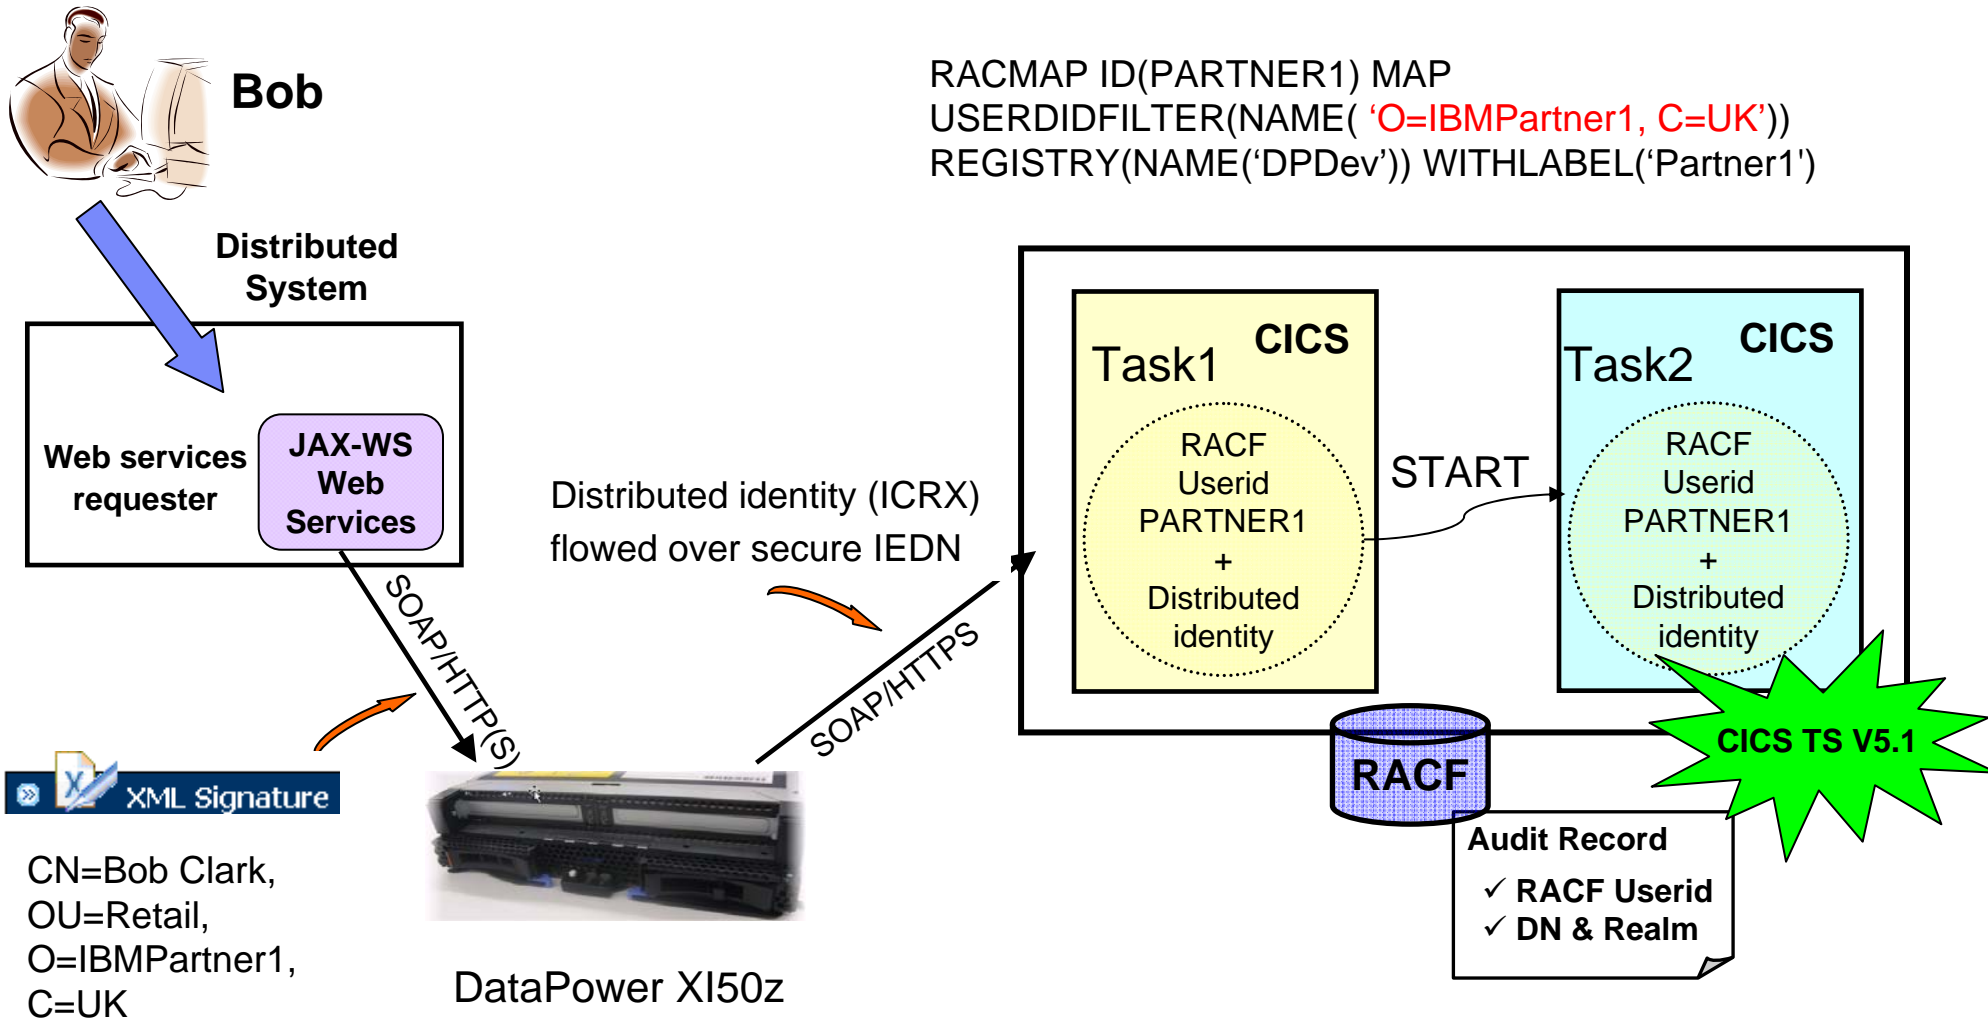 Bob
RACMAP ID(PARTNER1) MAP
USERDIDFILTER(NAME( ‘O=IBMPartner1, C=UK’))
REGISTRY(NAME(‘DPDev’)) WITHLABEL(‘Partner1')
Distributed
System
Web services
requester
JAX-WS
Web
Services
Distributed identity (ICRX)
flowed over secure IEDN
SOAP/HTTP(S)
SOAP/HTTPS
CICS
Task1
RACF
Userid
PARTNER1
+
Distributed
identity
START
CICS
Task2
RACF
Userid
PARTNER1
+
Distributed
identity
CICS TS V5.1
RACF
Audit Record
✓ RACF Userid
✓ DN & Realm
XML Signature
CN=Bob Clark,
OU=Retail,
O=IBMPartner1,
C=UK
DataPower XI50z